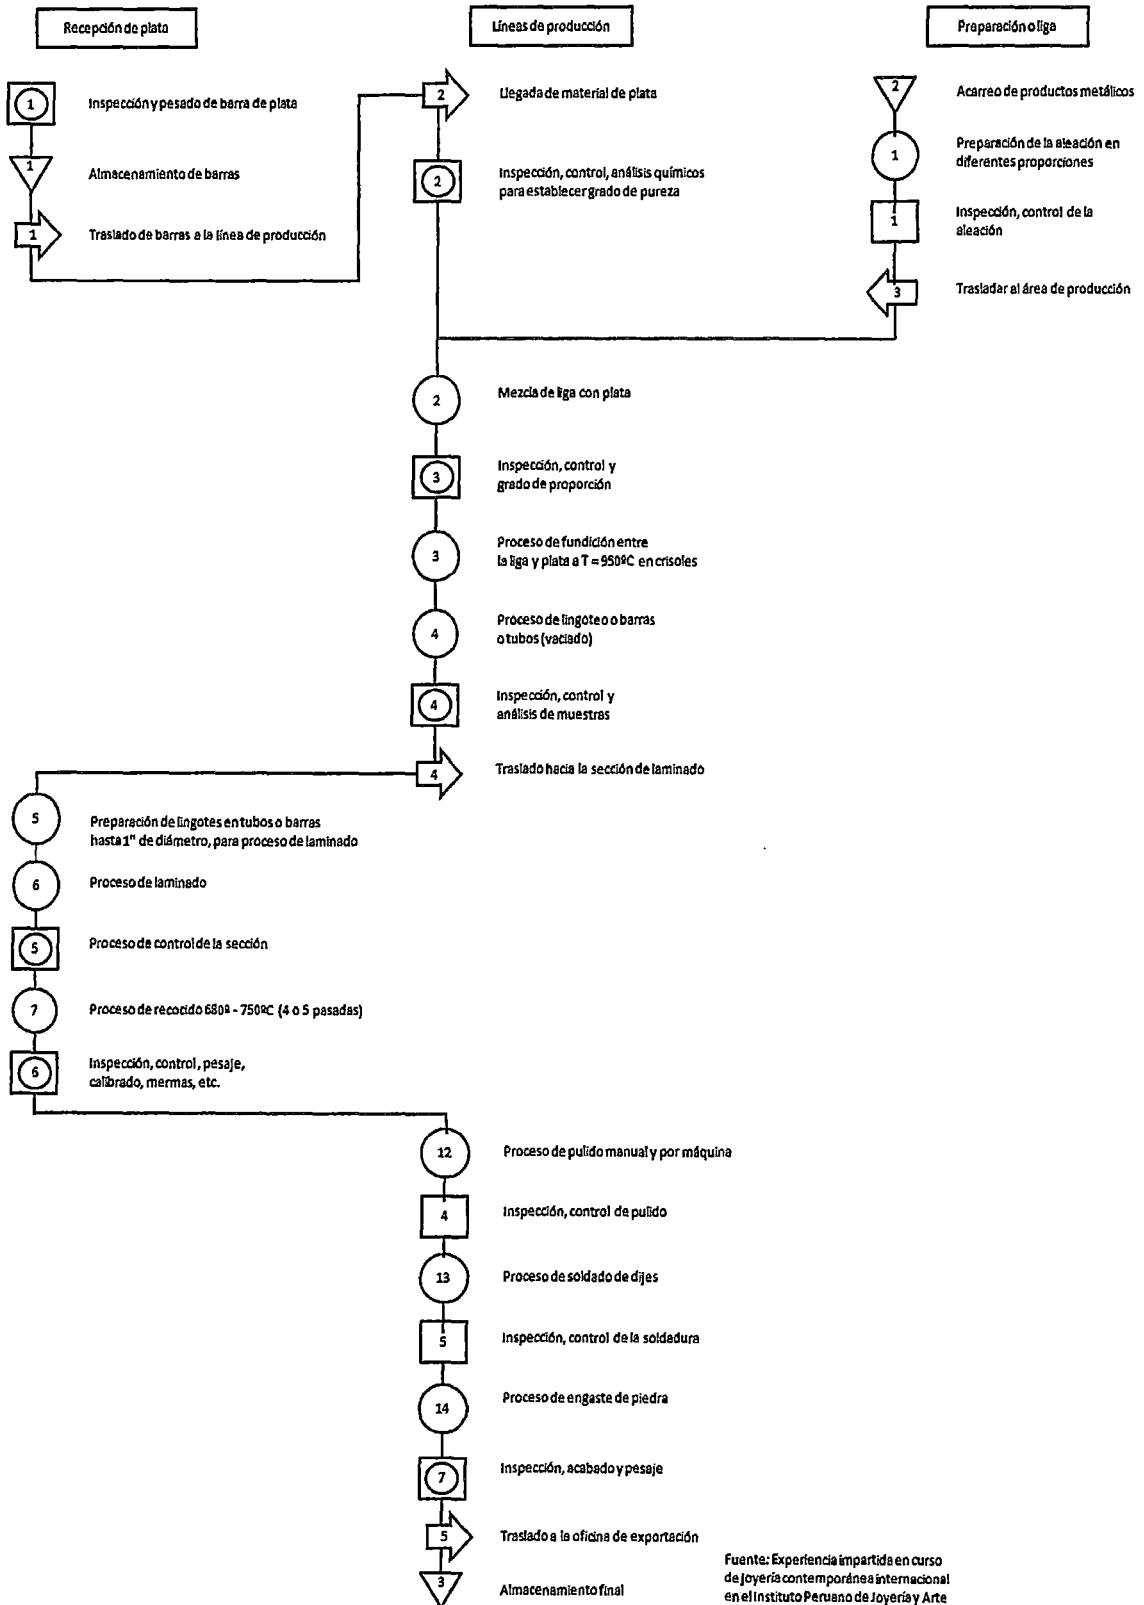 Recepción de plata
1
Inspección y pesado de barra de plata
1
Almacenamiento de barras
1
Traslado de barras a la línea de producción
Líneas de producción
2
Llegada de material de plata
2
Inspección, control, análisis químicos
para establecer grado de pureza
Preparación o liga
2
Acarreo de productos metálicos
1
Preparación de la aleación en
diferentes proporciones
1
Inspección, control de la
aleación
3
Trasladar al área de producción
2
Mezcla de liga con plata
3
Inspección, control y
grado de proporción
3
Proceso de fundición entre
la liga y plata a T = 950ºC en crisoles
4
Proceso de lingoteo o barras
o tubos (vaciado)
4
Inspección, control y
análisis de muestras
4
Traslado hacia la sección de laminado
5
Preparación de lingotes en tubos o barras
hasta 1" de diámetro, para proceso de laminado
6
Proceso de laminado
5
Proceso de control de la sección
7
Proceso de recocido 680º - 750ºC (4 o 5 pasadas)
6
Inspección, control, pesaje,
calibrado, mermas, etc.
12
Proceso de pulido manual y por máquina
4
Inspección, control de pulido
13
Proceso de soldado de dijes
5
Inspección, control de la soldadura
14
Proceso de engaste de piedra
7
Inspección, acabado y pesaje
5
Traslado a la oficina de exportación
3
Almacenamiento final
Fuente: Experiencia impartida en curso
de joyería contemporánea internacional
en el Instituto Peruano de Joyería y Arte